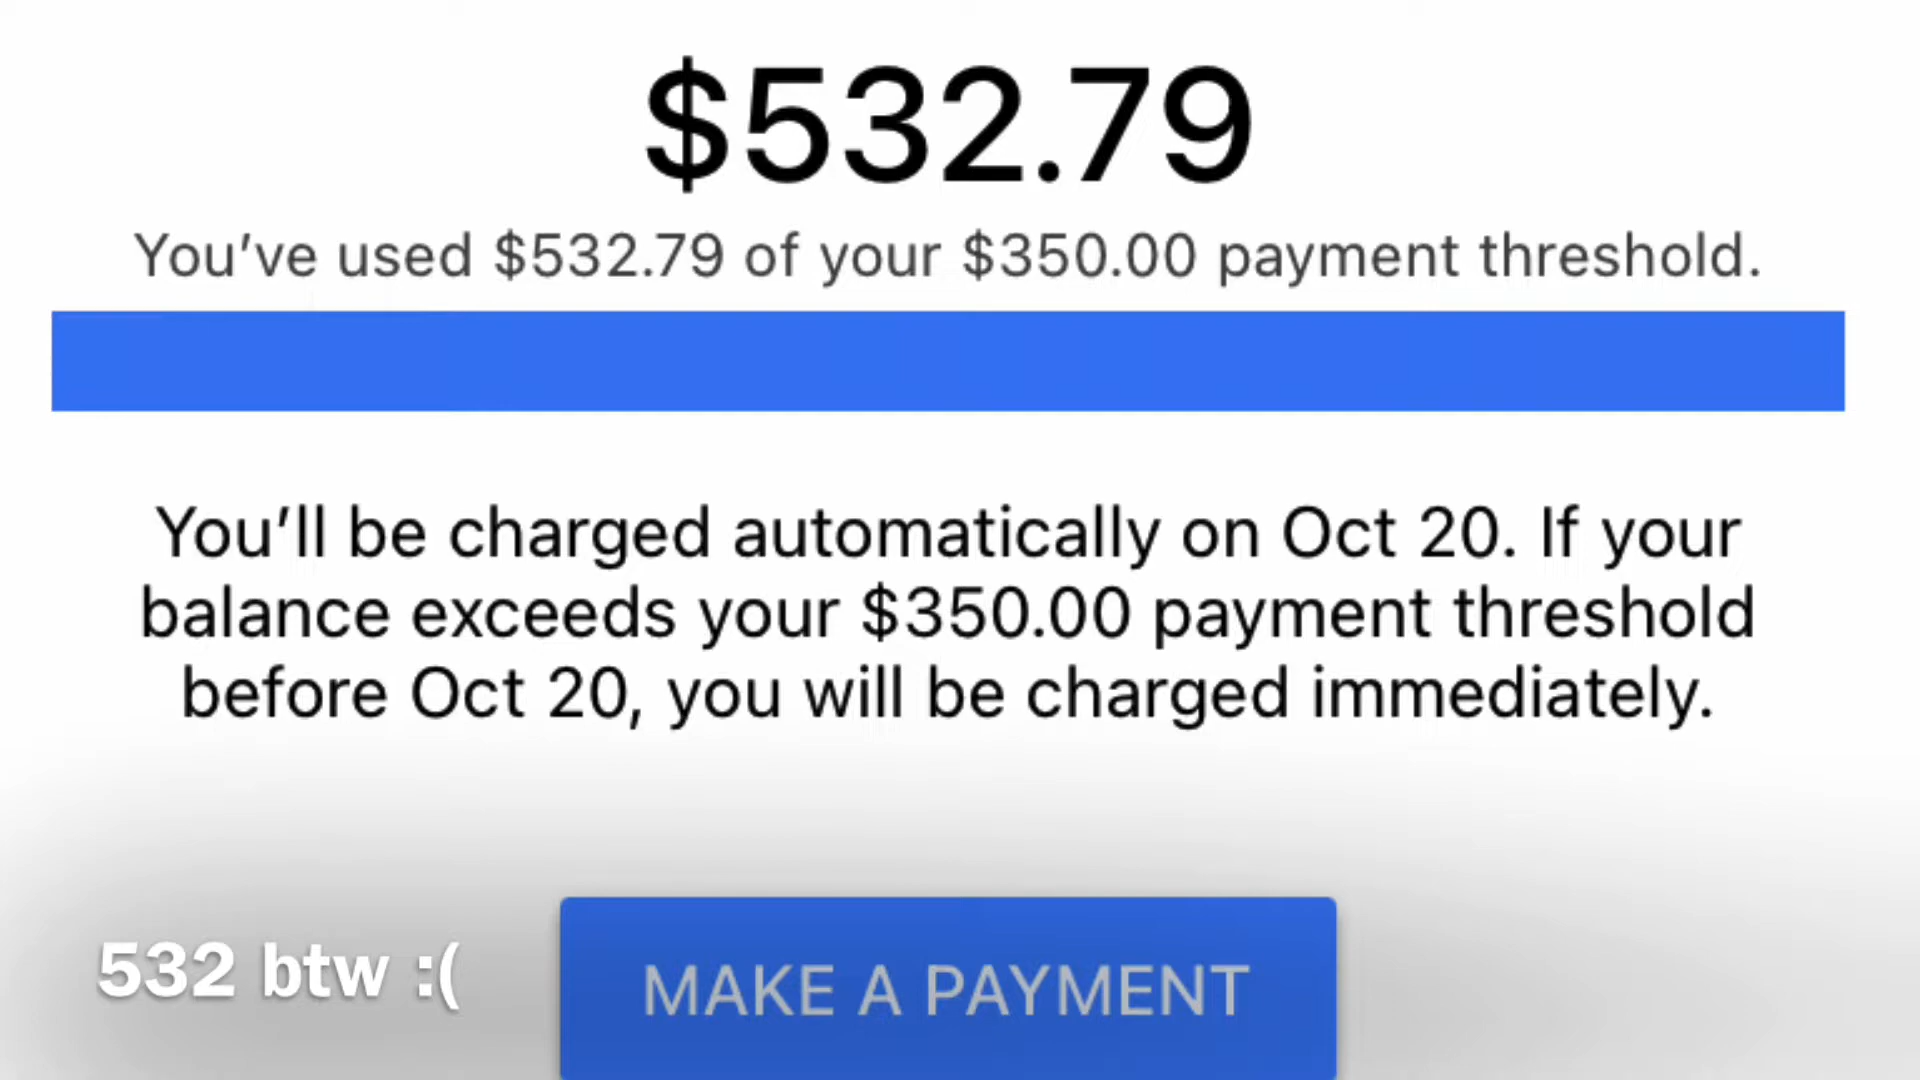 $532.79
You’ve used $532.79 of your $350.00 payment threshold.
You’ll be charged automatically on Oct 20. If your
balance exceeds your $350.00 payment threshold
before Oct 20, you will be charged immediately.
532 btw :(
MAKE A PAYMENT